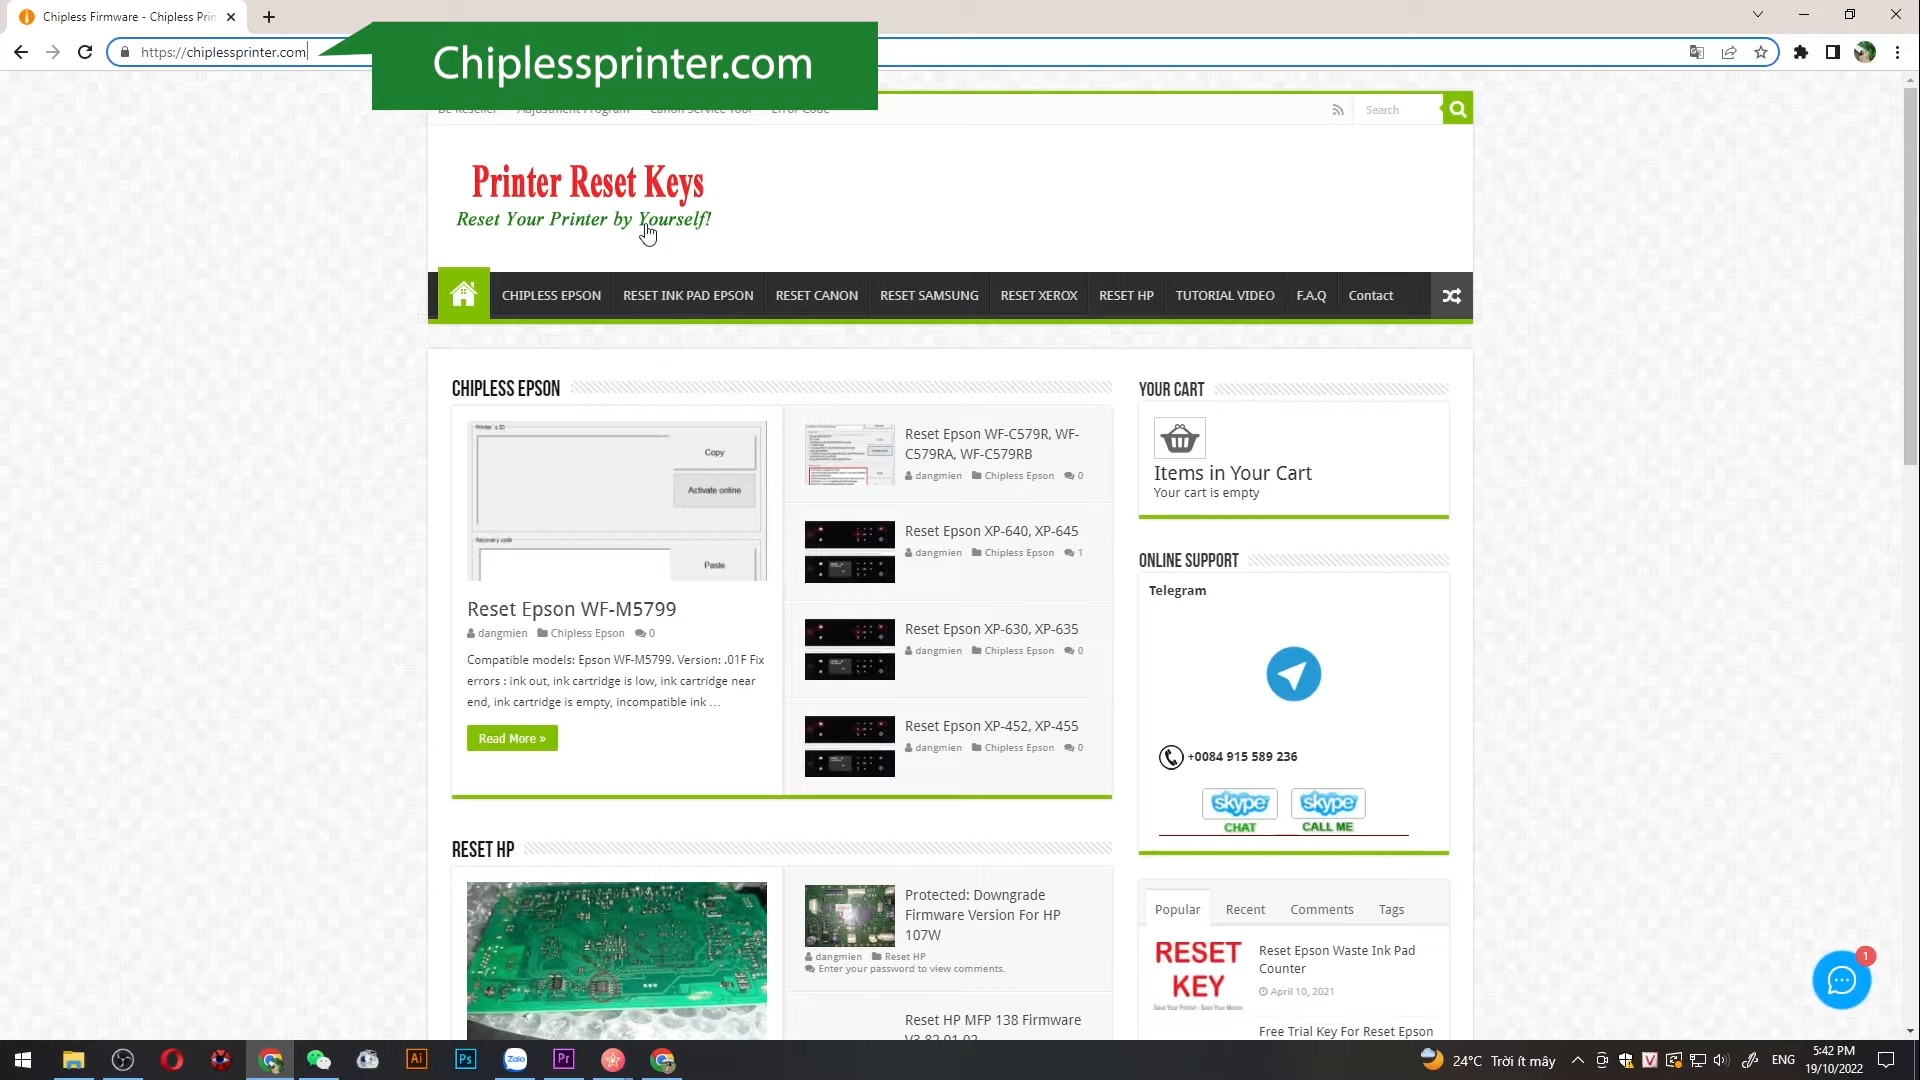 Chipless Firmware - Chipless Prin
https://chiplessprinter.com
Chiplessprinter.com
Be Reseller Adjustment Program Canon Service Tool Error Code
Search
Printer Reset Keys
Reset Your Printer by Yourself!
CHIPLESS EPSON RESET INK PAD EPSON RESET CANON RESET SAMSUNG RESET XEROX RESET HP TUTORIAL VIDEO F.A.Q Contact
CHIPLESS EPSON
Printer's ID
Copy
Activate online
Recovery code
Paste
Reset Epson WF-M5799
dangmien Chipless Epson 0
Compatible models: Epson WF-M5799. Version: .01F Fix
errors : ink out, ink cartridge is low, ink cartridge near
end, ink cartridge is empty, incompatible ink ...
Read More »
Reset Epson WF-C579R, WF-
C579RA, WF-C579RB
dangmien Chipless Epson 0
Reset Epson XP-640, XP-645
dangmien Chipless Epson 1
Reset Epson XP-630, XP-635
dangmien Chipless Epson 0
Reset Epson XP-452, XP-455
dangmien Chipless Epson 0
YOUR CART
Items in Your Cart
Your cart is empty
ONLINE SUPPORT
Telegram
+0084 915 589 236
skype skype
CHAT CALL ME
RESET HP
Protected: Downgrade
Firmware Version For HP
107W
dangmien Reset HP
Enter your password to view comments.
Reset HP MFP 138 Firmware
V3.82.01.02
Popular Recent Comments Tags
RESET
KEY
Save Your Printer - Save Your Money
Reset Epson Waste Ink Pad
Counter
April 10, 2021
Free Trial Key For Reset Epson
1
Ai Ps Zalo Pr
24°C Trời ít mây
V
ENG
5:42 PM
19/10/2022